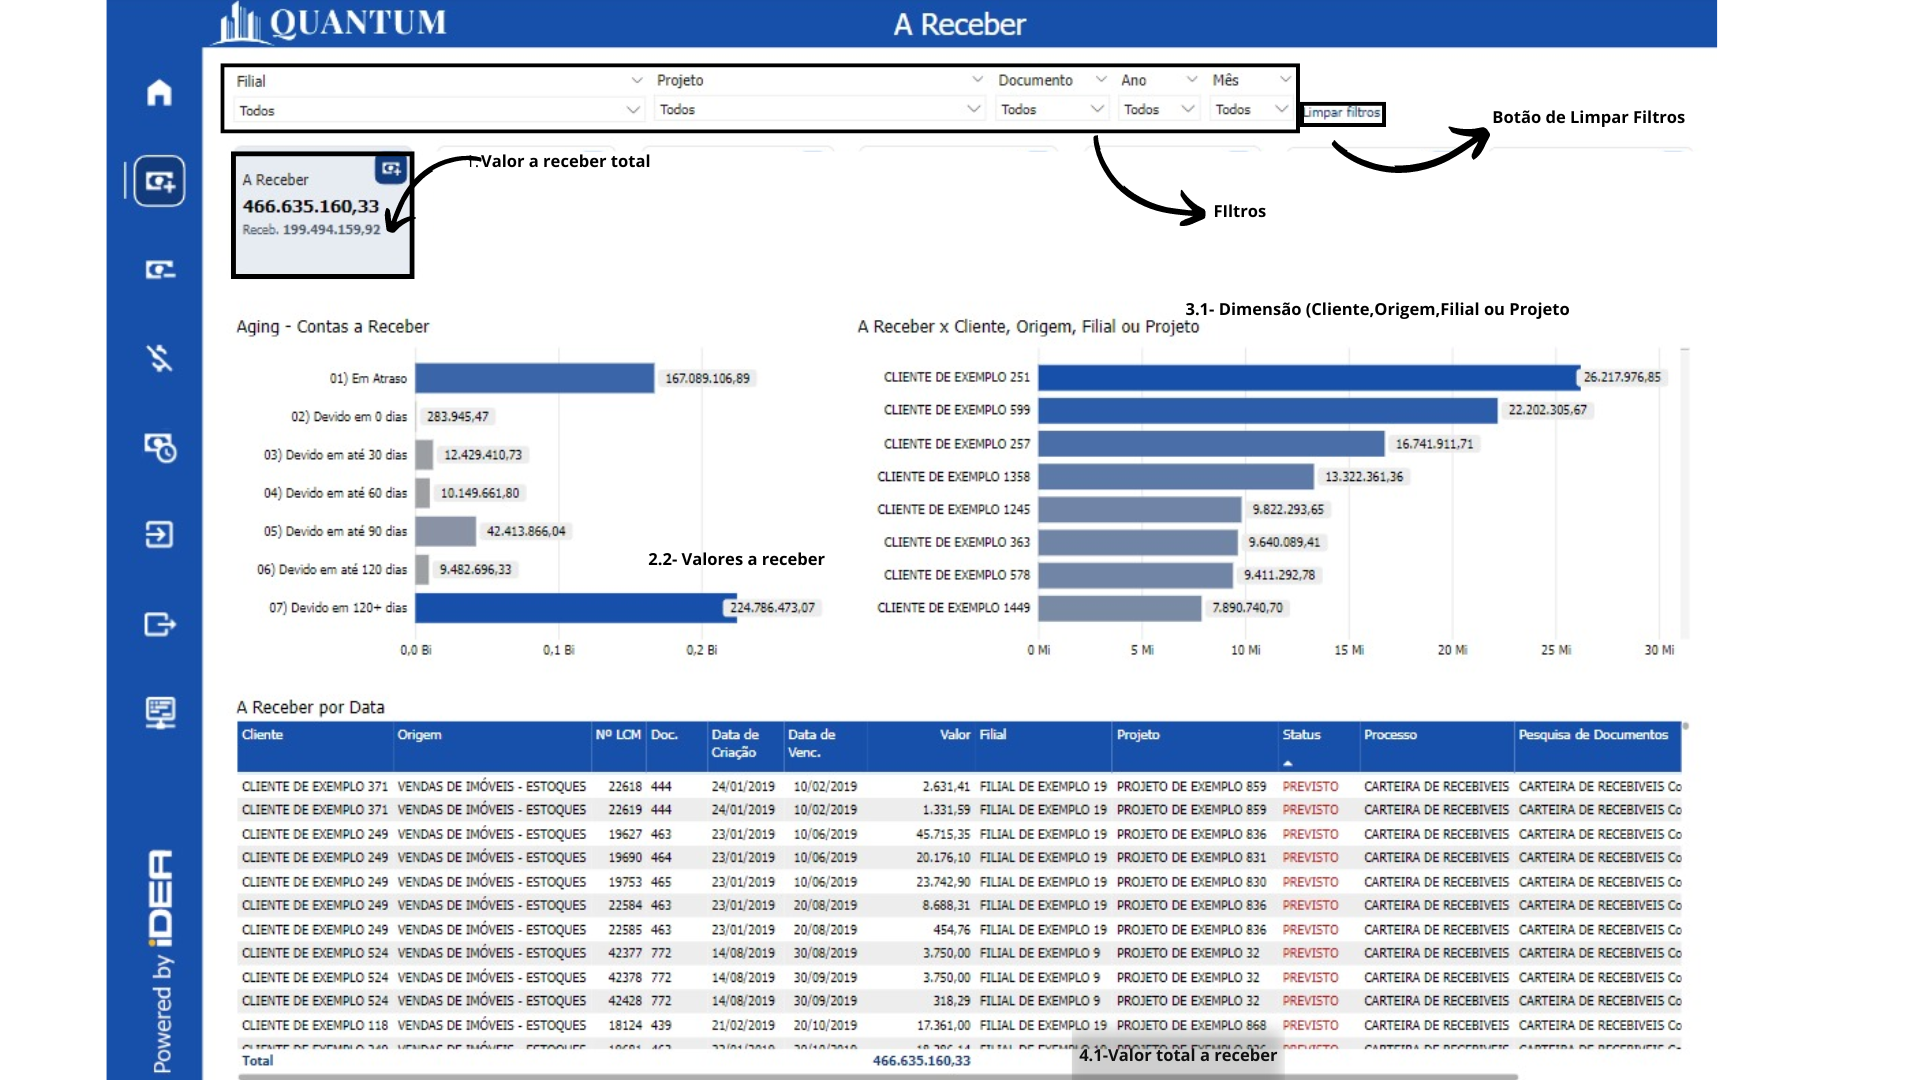 QUANTUM
A Receber
Filial
Projeto
Documento
Ano
Mês
Todos
Todos
Todos
Todos
Todos
Limpar filtros
Botão de Limpar Filtros
FIltros
1.Valor a receber total
A Receber
466.635.160,33
Receb. 199.494.159,92
3.1- Dimensão (Cliente,Origem,Filial ou Projeto
Aging - Contas a Receber
01) Em Atraso 167.089.106,89
02) Devido em 0 dias 283.945,47
03) Devido em até 30 dias 12.429.410,73
04) Devido em até 60 dias 10.149.661,80
05) Devido em até 90 dias 42.413.866,04
06) Devido em até 120 dias 9.482.696,33
07) Devido em 120+ dias 224.786.473,07
0,0 Bi 0,1 Bi 0,2 Bi
2.2- Valores a receber
A Receber x Cliente, Origem, Filial ou Projeto
CLIENTE DE EXEMPLO 251 26.217.976,85
CLIENTE DE EXEMPLO 599 22.202.305,67
CLIENTE DE EXEMPLO 257 16.741.911,71
CLIENTE DE EXEMPLO 1358 13.322.361,36
CLIENTE DE EXEMPLO 1245 9.822.293,65
CLIENTE DE EXEMPLO 363 9.640.089,41
CLIENTE DE EXEMPLO 578 9.411.292,78
CLIENTE DE EXEMPLO 1449 7.890.740,70
0 Mi 5 Mi 10 Mi 15 Mi 20 Mi 25 Mi 30 Mi
A Receber por Data
Cliente Origem Nº LCM Doc. Data de Criação Data de Venc. Valor Filial Projeto Status Processo Pesquisa de Documentos
CLIENTE DE EXEMPLO 371 VENDAS DE IMÓVEIS - ESTOQUES 22618 444 24/01/2019 10/02/2019 2.631,41 FILIAL DE EXEMPLO 19 PROJETO DE EXEMPLO 859 PREVISTO CARTEIRA DE RECEBIVEIS CARTEIRA DE RECEBIVEIS Co
CLIENTE DE EXEMPLO 371 VENDAS DE IMÓVEIS - ESTOQUES 22619 444 24/01/2019 10/02/2019 1.331,59 FILIAL DE EXEMPLO 19 PROJETO DE EXEMPLO 859 PREVISTO CARTEIRA DE RECEBIVEIS CARTEIRA DE RECEBIVEIS Co
CLIENTE DE EXEMPLO 249 VENDAS DE IMÓVEIS - ESTOQUES 19627 463 23/01/2019 10/06/2019 45.715,35 FILIAL DE EXEMPLO 19 PROJETO DE EXEMPLO 836 PREVISTO CARTEIRA DE RECEBIVEIS CARTEIRA DE RECEBIVEIS Co
CLIENTE DE EXEMPLO 249 VENDAS DE IMÓVEIS - ESTOQUES 19690 464 23/01/2019 10/06/2019 20.176,10 FILIAL DE EXEMPLO 19 PROJETO DE EXEMPLO 831 PREVISTO CARTEIRA DE RECEBIVEIS CARTEIRA DE RECEBIVEIS Co
CLIENTE DE EXEMPLO 249 VENDAS DE IMÓVEIS - ESTOQUES 19753 465 23/01/2019 10/06/2019 23.742,90 FILIAL DE EXEMPLO 19 PROJETO DE EXEMPLO 830 PREVISTO CARTEIRA DE RECEBIVEIS CARTEIRA DE RECEBIVEIS Co
CLIENTE DE EXEMPLO 249 VENDAS DE IMÓVEIS - ESTOQUES 22584 463 23/01/2019 20/08/2019 8.688,31 FILIAL DE EXEMPLO 19 PROJETO DE EXEMPLO 836 PREVISTO CARTEIRA DE RECEBIVEIS CARTEIRA DE RECEBIVEIS Co
CLIENTE DE EXEMPLO 249 VENDAS DE IMÓVEIS - ESTOQUES 22585 463 23/01/2019 20/08/2019 454,76 FILIAL DE EXEMPLO 19 PROJETO DE EXEMPLO 836 PREVISTO CARTEIRA DE RECEBIVEIS CARTEIRA DE RECEBIVEIS Co
CLIENTE DE EXEMPLO 524 VENDAS DE IMÓVEIS - ESTOQUES 42377 772 14/08/2019 30/08/2019 3.750,00 FILIAL DE EXEMPLO 9 PROJETO DE EXEMPLO 32 PREVISTO CARTEIRA DE RECEBIVEIS CARTEIRA DE RECEBIVEIS Co
CLIENTE DE EXEMPLO 524 VENDAS DE IMÓVEIS - ESTOQUES 42378 772 14/08/2019 30/09/2019 3.750,00 FILIAL DE EXEMPLO 9 PROJETO DE EXEMPLO 32 PREVISTO CARTEIRA DE RECEBIVEIS CARTEIRA DE RECEBIVEIS Co
CLIENTE DE EXEMPLO 524 VENDAS DE IMÓVEIS - ESTOQUES 42428 772 14/08/2019 30/09/2019 318,29 FILIAL DE EXEMPLO 9 PROJETO DE EXEMPLO 32 PREVISTO CARTEIRA DE RECEBIVEIS CARTEIRA DE RECEBIVEIS Co
CLIENTE DE EXEMPLO 118 VENDAS DE IMÓVEIS - ESTOQUES 18124 439 21/02/2019 20/10/2019 17.361,00 FILIAL DE EXEMPLO 19 PROJETO DE EXEMPLO 868 PREVISTO CARTEIRA DE RECEBIVEIS CARTEIRA DE RECEBIVEIS Co
Total 466.635.160,33
4.1-Valor total a receber
Powered by iDEA